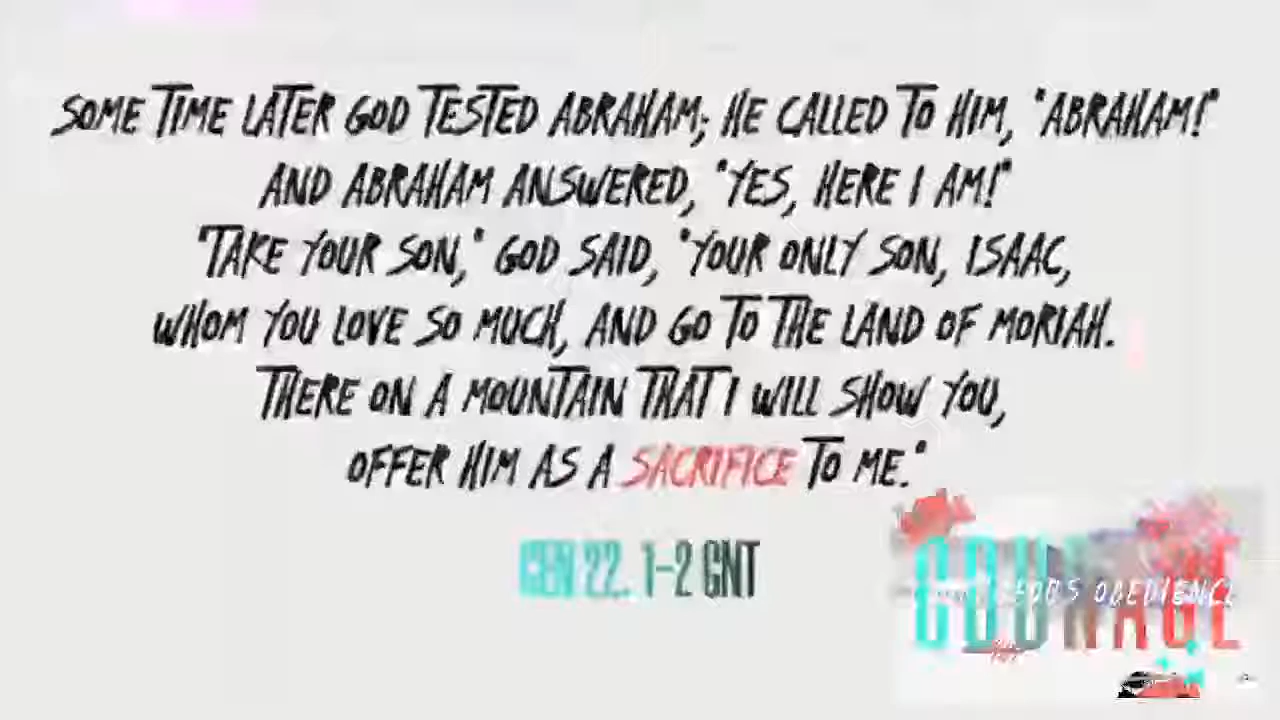 SOME TIME LATER GOD TESTED ABRAHAM; HE CALLED TO HIM, "ABRAHAM!"
AND ABRAHAM ANSWERED, "YES, HERE I AM!"
"TAKE YOUR SON," GOD SAID, "YOUR ONLY SON, ISAAC,
WHOM YOU LOVE SO MUCH, AND GO TO THE LAND OF MORIAH.
THERE ON A MOUNTAIN THAT I WILL SHOW YOU,
OFFER HIM AS A SACRIFICE TO ME."
GEN 22. 1-2 GNT
COURAGE
OBEDIENCE